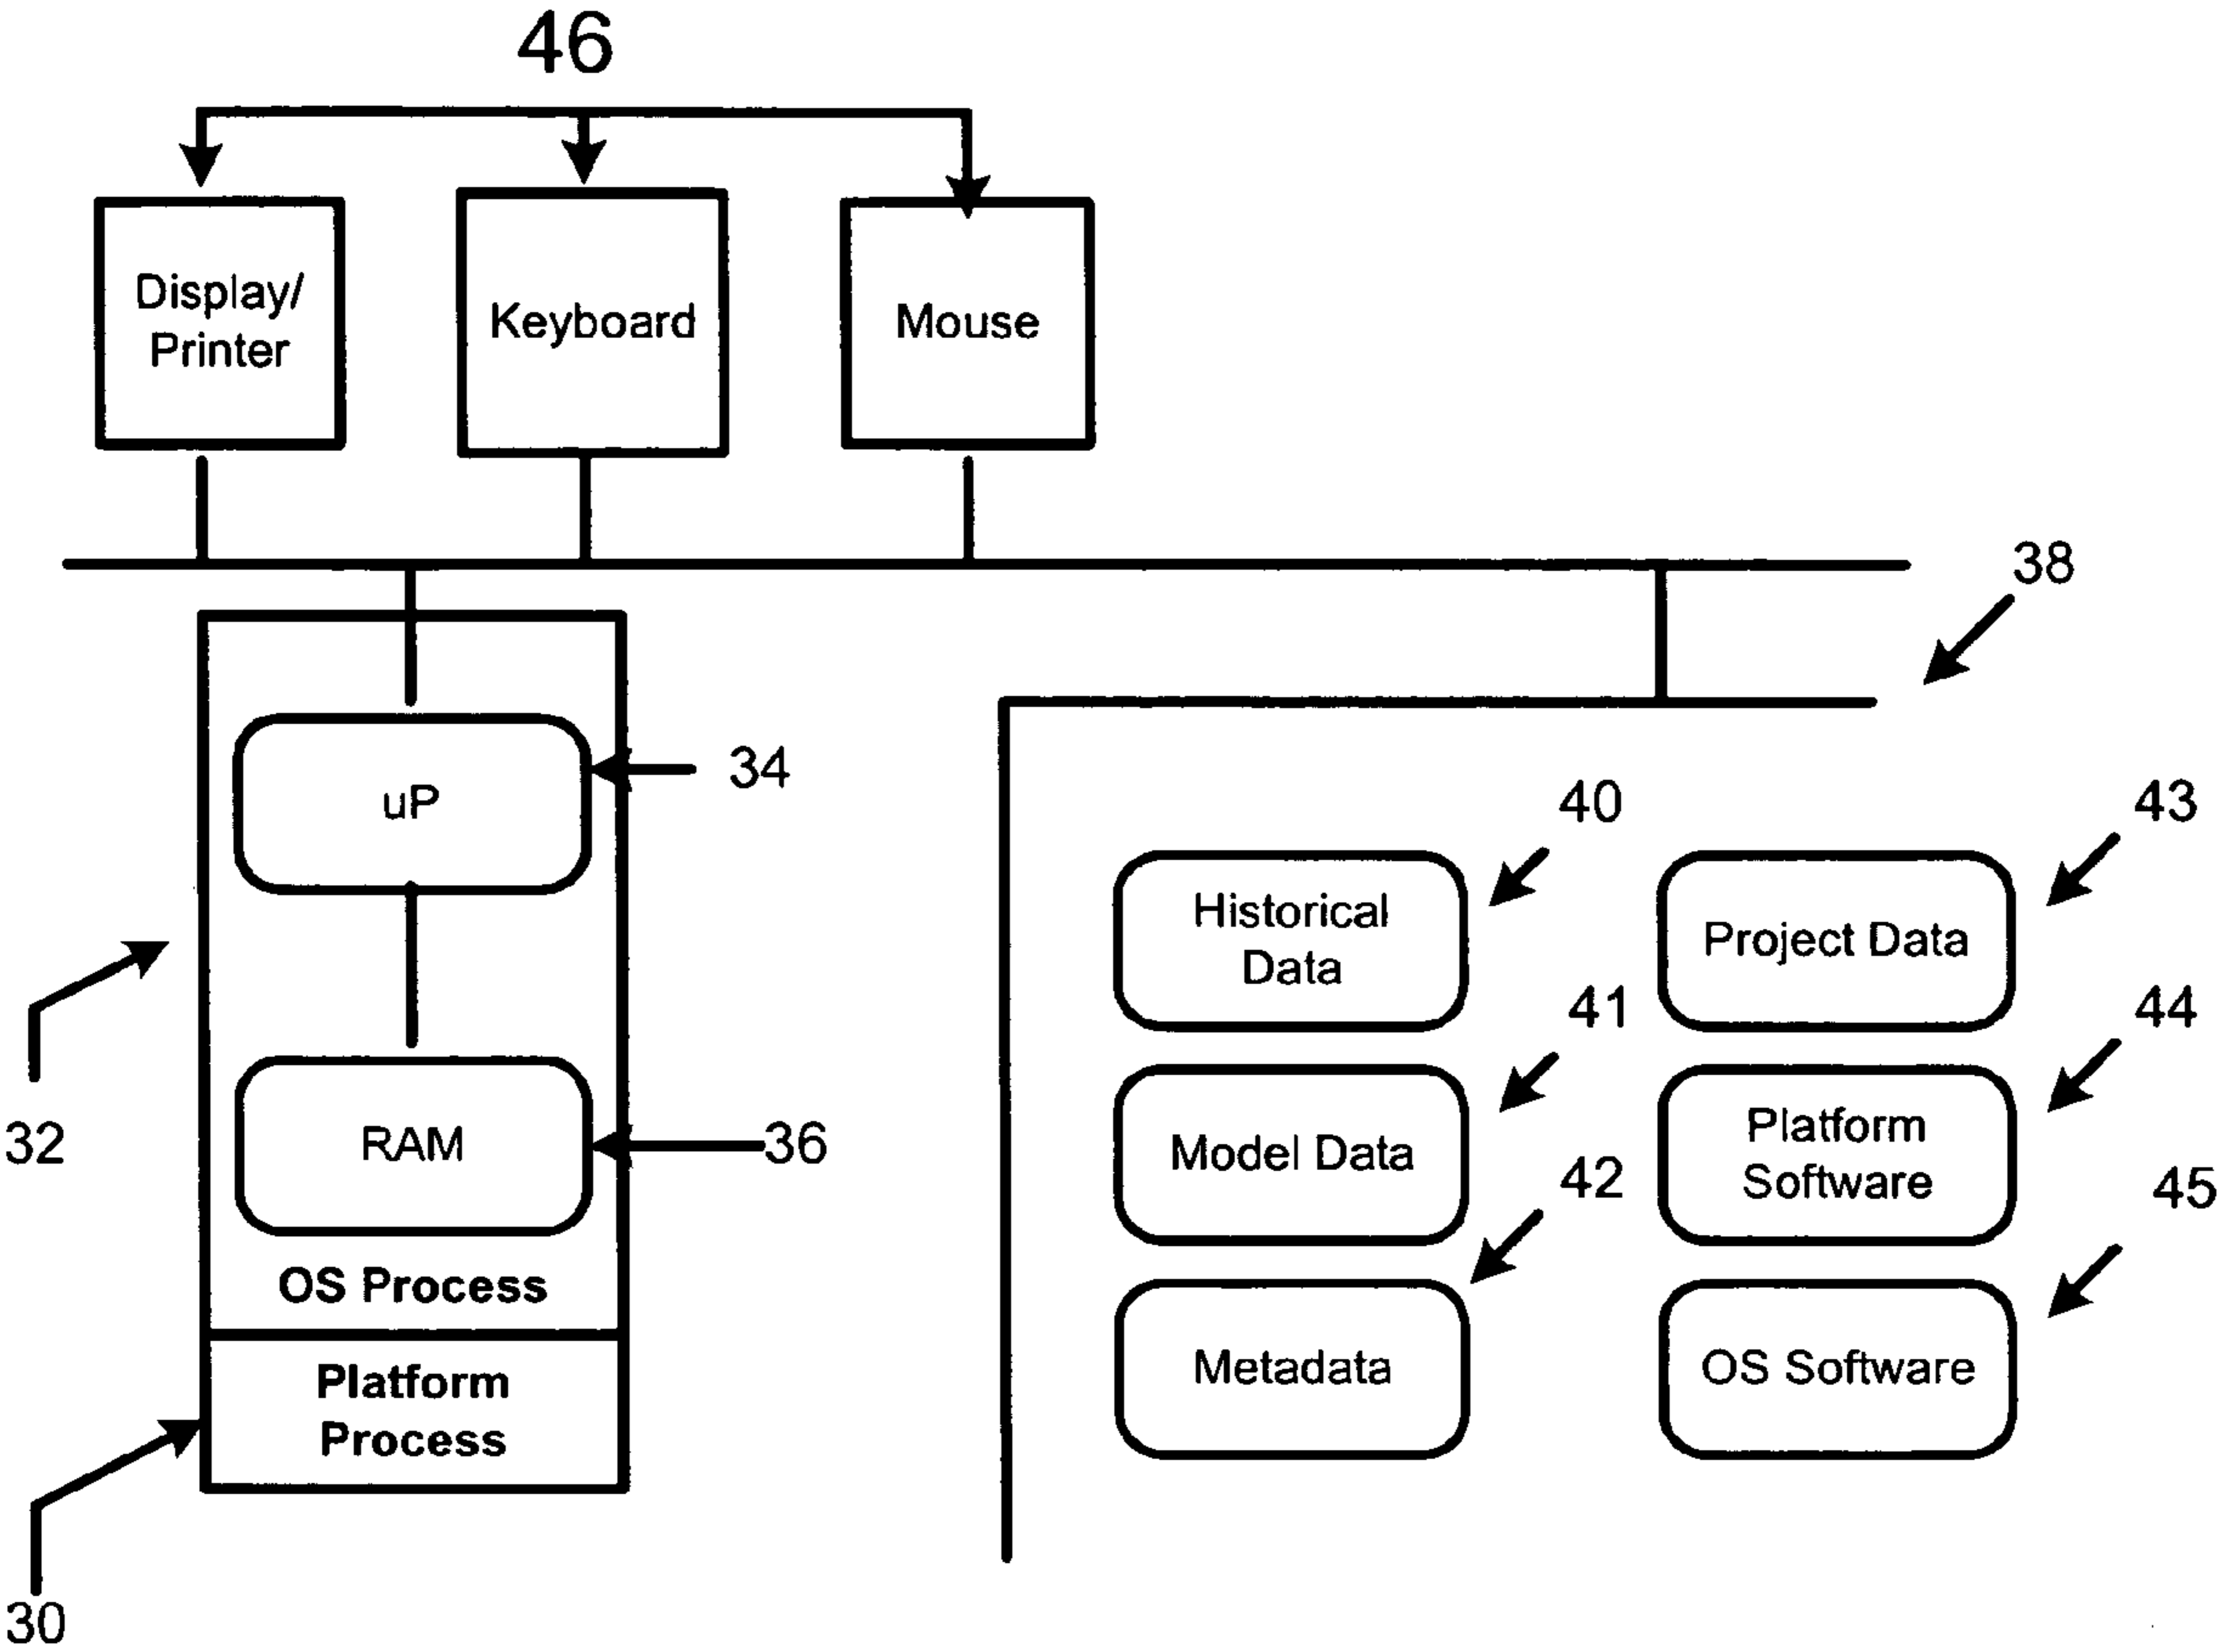 46
Display/
Printer
Keyboard
Mouse
38
uP
34
40
43
Historical
Data
Project Data
41
44
32
RAM
36
Model Data
Platform
Software
42
45
OS Process
Platform
Process
Metadata
OS Software
30